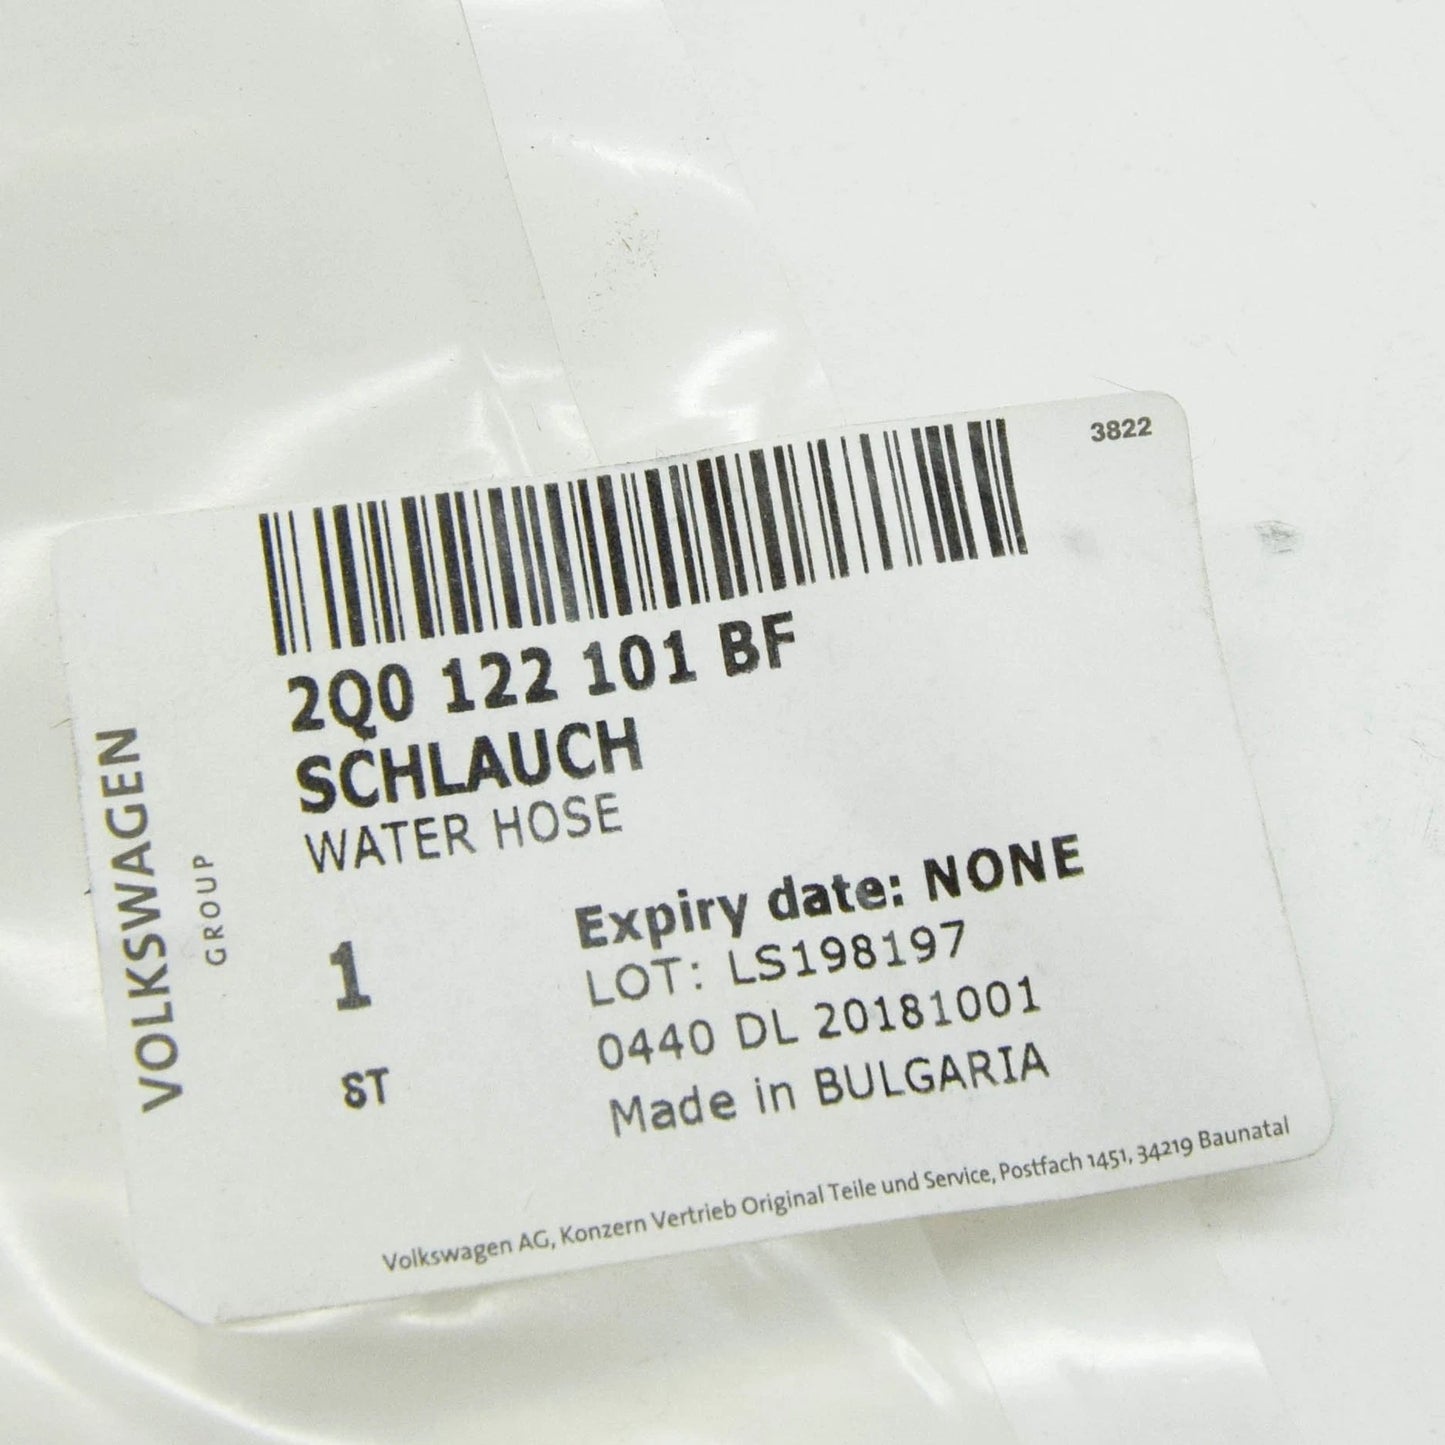 3822
2Q0 122 101 BF
SCHLAUCH
WATER HOSE
VOLKSWAGEN
GROUP
1
ST
Expiry date: NONE
LOT: LS198197
0440 DL 20181001
Made in BULGARIA
Volkswagen AG, Konzern Vertrieb Original Teile und Service, Postfach 1451, 34219 Baunatal